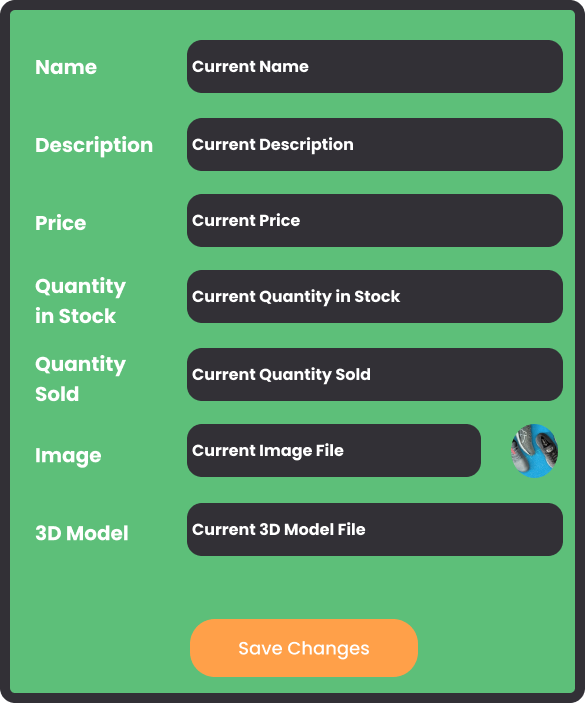 Name
Current Name
Description
Current Description
Price
Current Price
Quantity
in Stock
Current Quantity in Stock
Quantity
Sold
Current Quantity Sold
Image
Current Image File
3D Model
Current 3D Model File
Save Changes